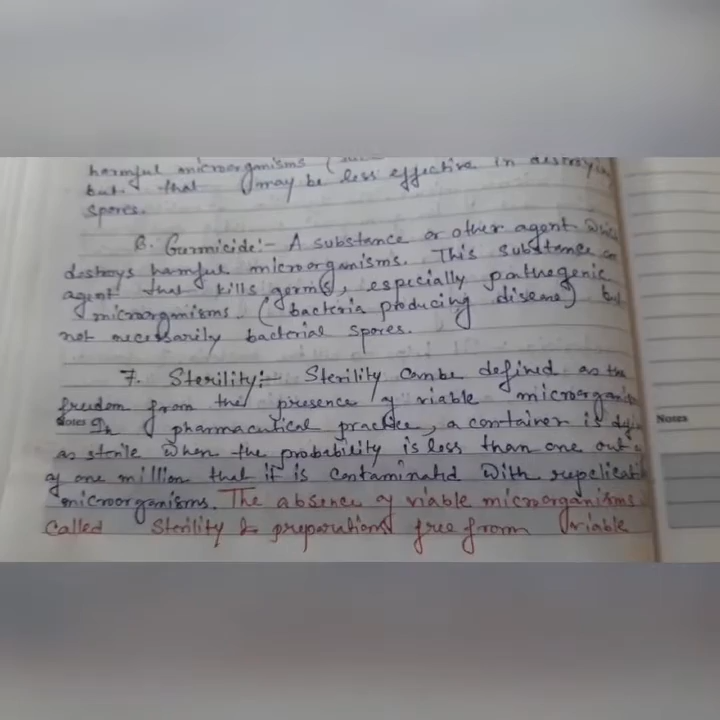 harmful microorganisms
but that may be less effective in destroying
spores.
6. Germicide:- A substance or other agent which
destroys harmful microorganisms. This substance or
agent that kills germs, especially pathogenic
microorganisms. (bacteria producing disease) but
not necessarily bacterial spores.
7. Sterility:- Sterility can be defined as the
freedom from the presence of viable microorganis
Notes
In pharmaceutical practice, a container is
Notes
as sterile when the probability is less than one out
of one million that it is contaminated with repelicat
microorganisms. The absence of viable microorganisms
called Sterility & preparations free from viable